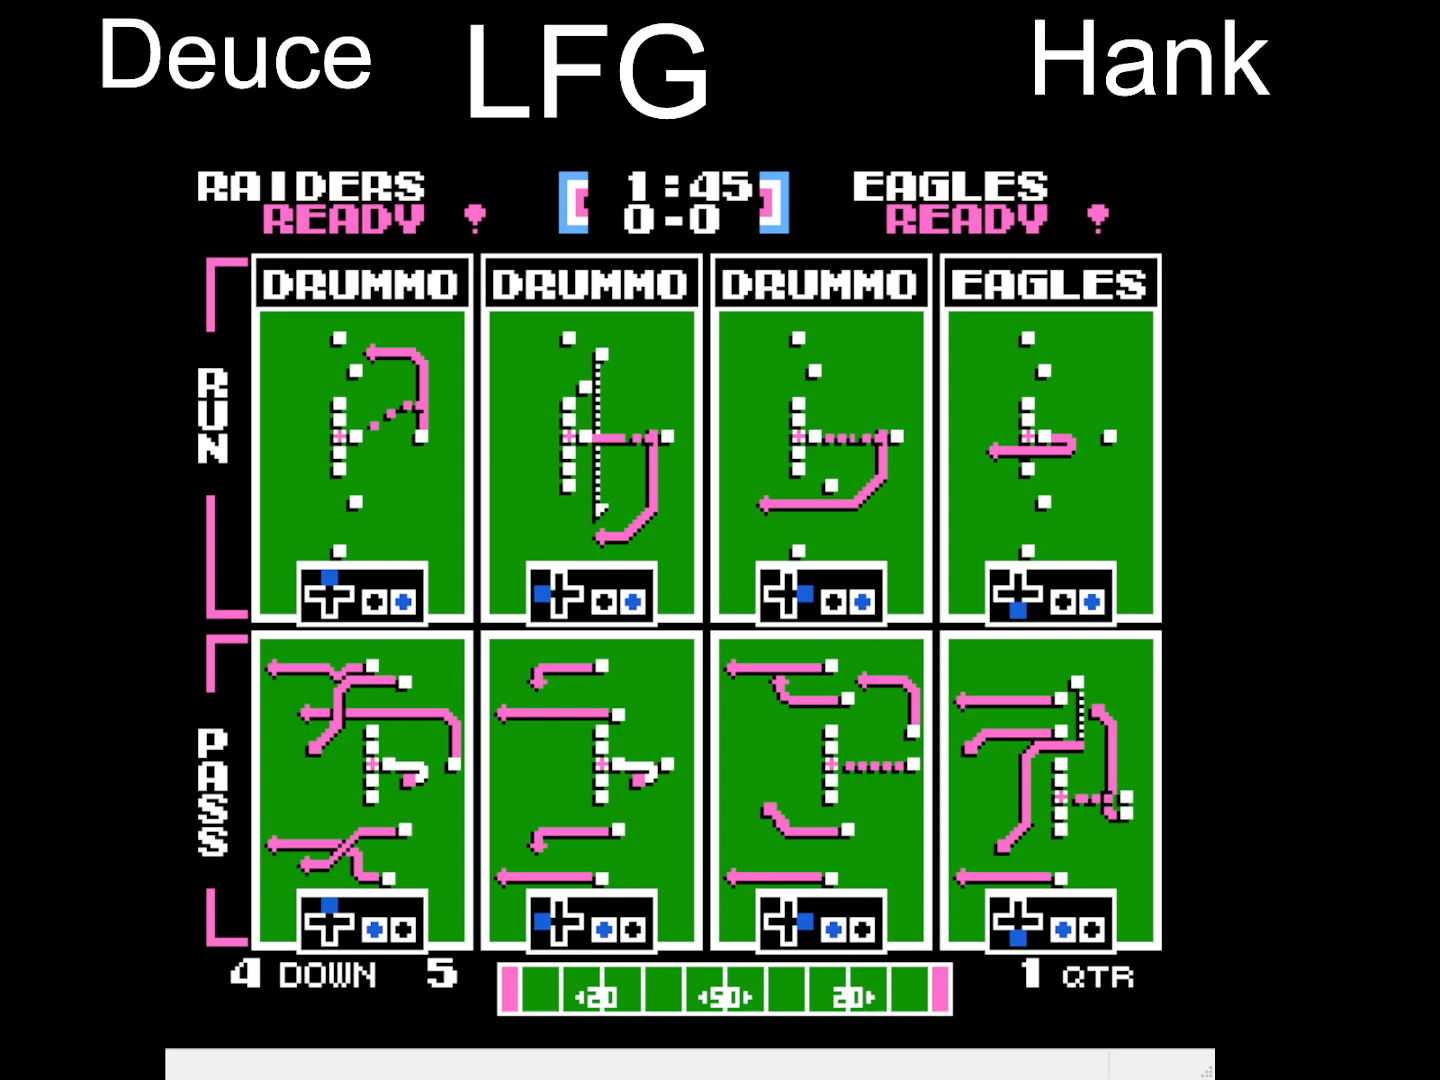 Deuce LFG Hank
RAIDERS 1:45 EAGLES
READY ! 0-0 READY !
DRUMMO DRUMMO DRUMMO EAGLES
RUN
PASS
4 DOWN 5 1 QTR
20 50 20